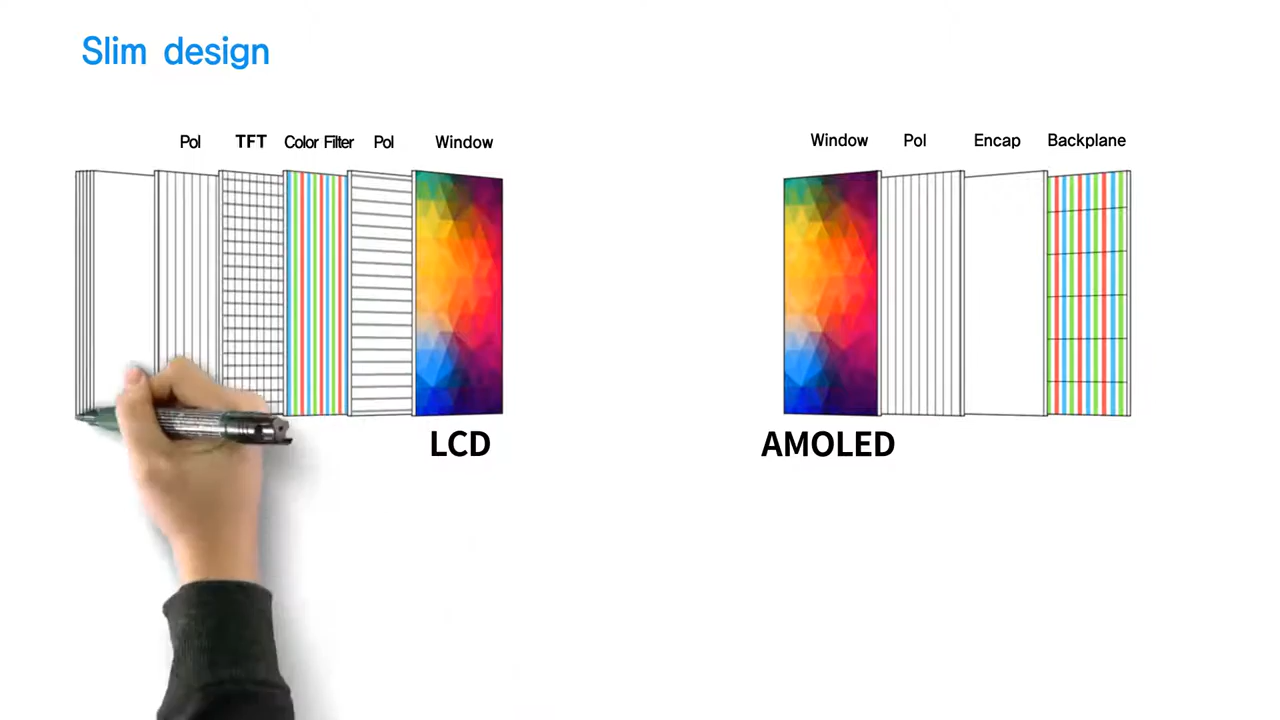 Slim design
Pol TFT Color Filter Pol Window
Window Pol Encap Backplane
LCD
AMOLED